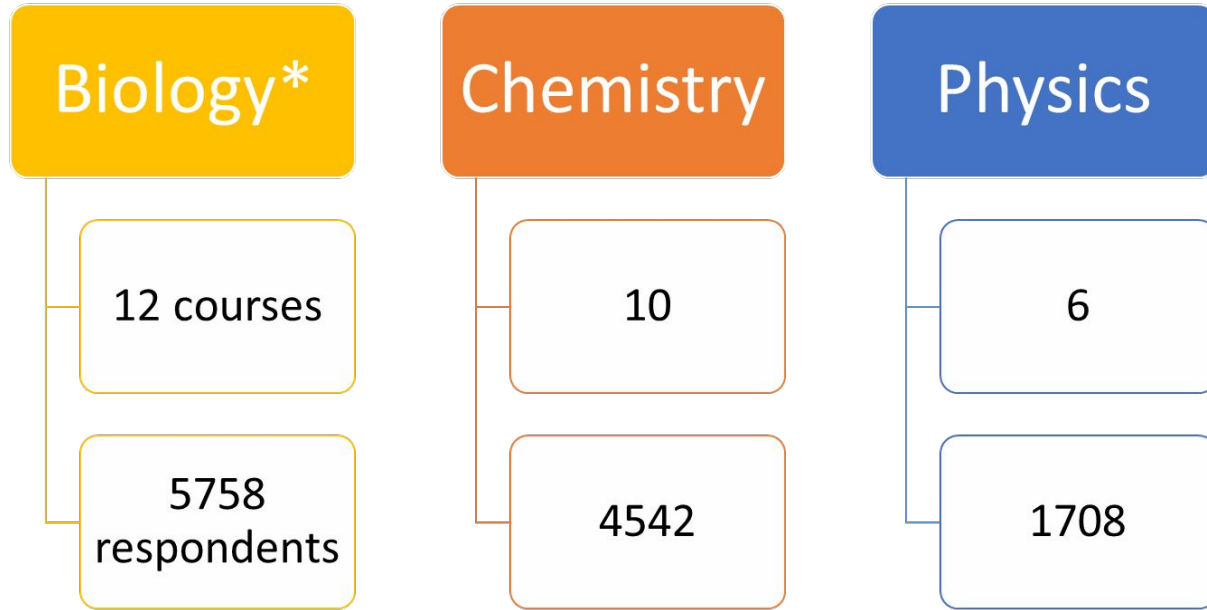 Biology*
12 courses
5758
respondents
Chemistry
10
4542
Physics
6
1708